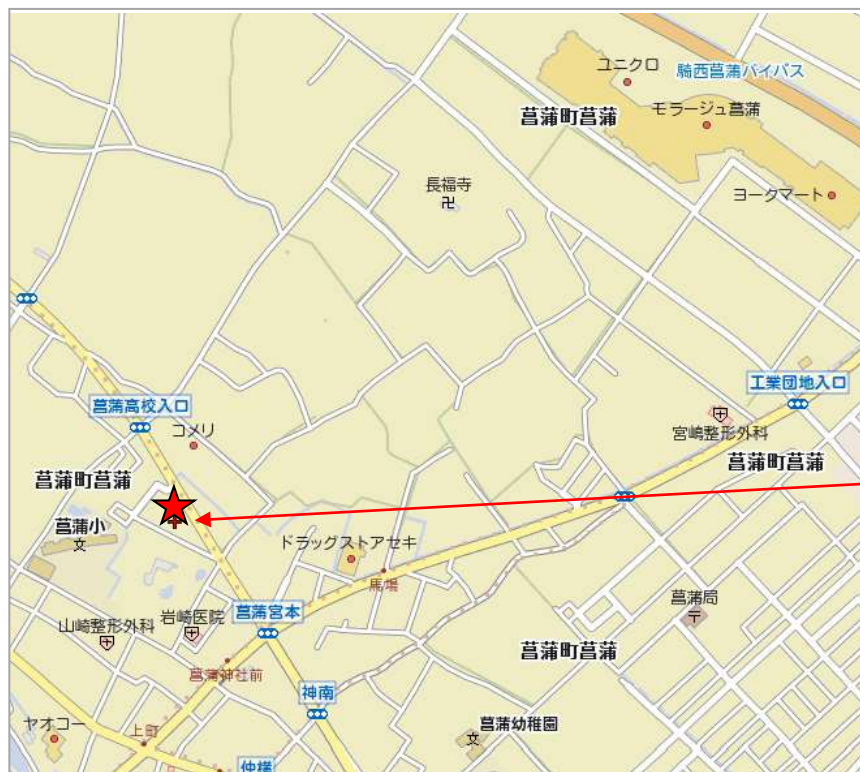 ユニクロ
騎西菖蒲バイパス
菖蒲町菖蒲
モラージュ菖蒲
長福寺
ヨークマート
工業団地入口
菖蒲高校入口
コメリ
宮崎整形外科
菖蒲町菖蒲
菖蒲町菖蒲
菖蒲小
文
ドラッグストアセキ
馬場
菖蒲局
岩崎医院
菖蒲宮本
山崎整形外科
菖蒲町菖蒲
菖蒲神社前
神南
ヤオコー
上町
菖蒲幼稚園
文
仲橋